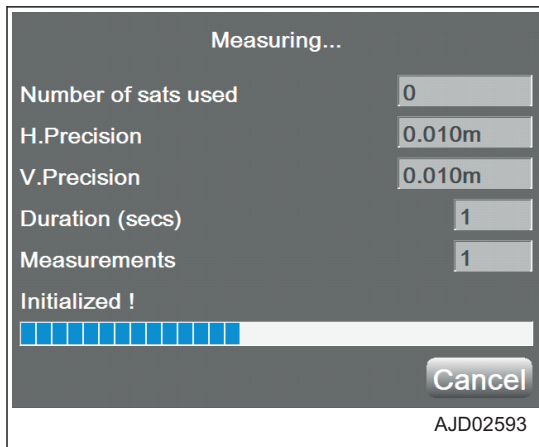 Measuring...
Number of sats used 0
H.Precision 0.010m
V.Precision 0.010m
Duration (secs) 1
Measurements 1
Initialized !
Cancel
AJD02593